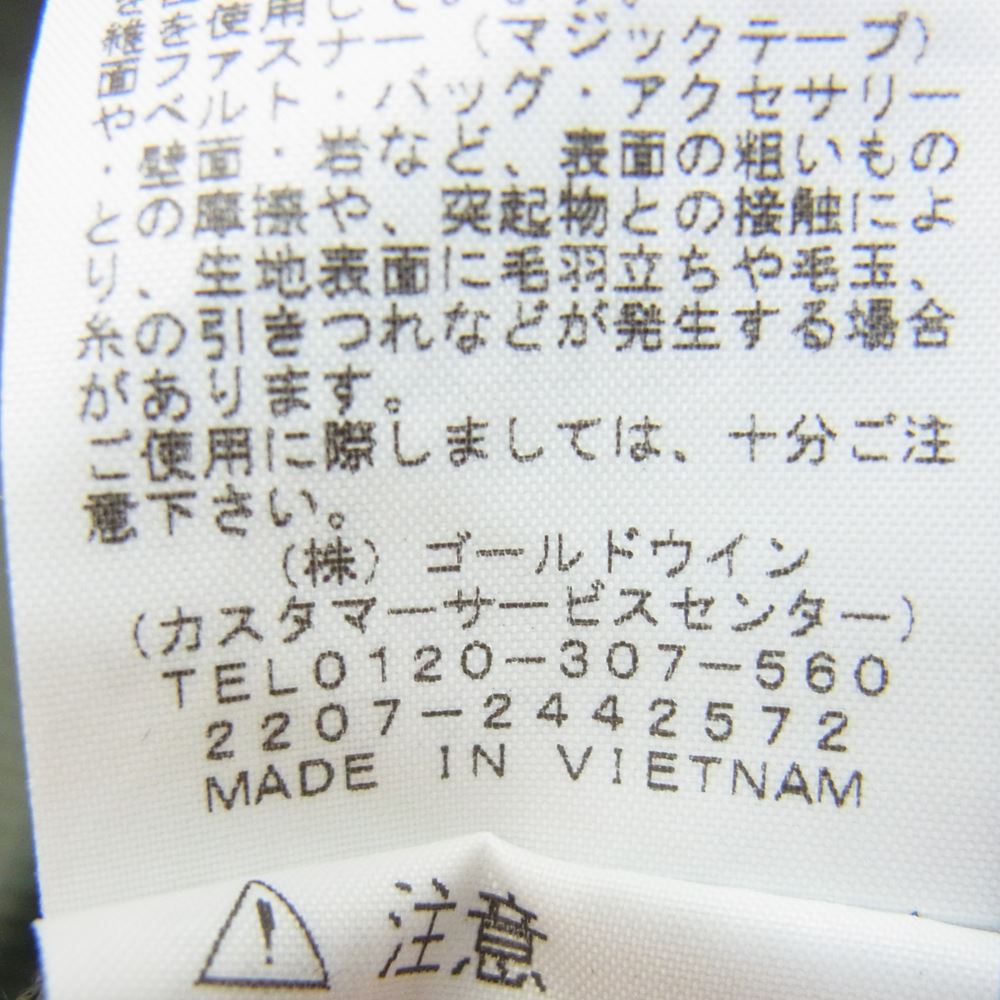 使用し
を雑フアスナー（マジックテープ）
面やベルト・バッグ・アクセサリー
・壁面・岩など、表面の粗いもの
との摩擦や、突起物との接触によ
り、生地表面に毛羽立ちや毛玉、
糸の引きつれなどが発生する場合
があります。
ご使用に際しましては、十分ご注
意下さい。
（株）ゴールドウイン
（カスタマーサービスセンター）
TEL0120-307-560
2207-2442572
MADE IN VIETNAM
注意